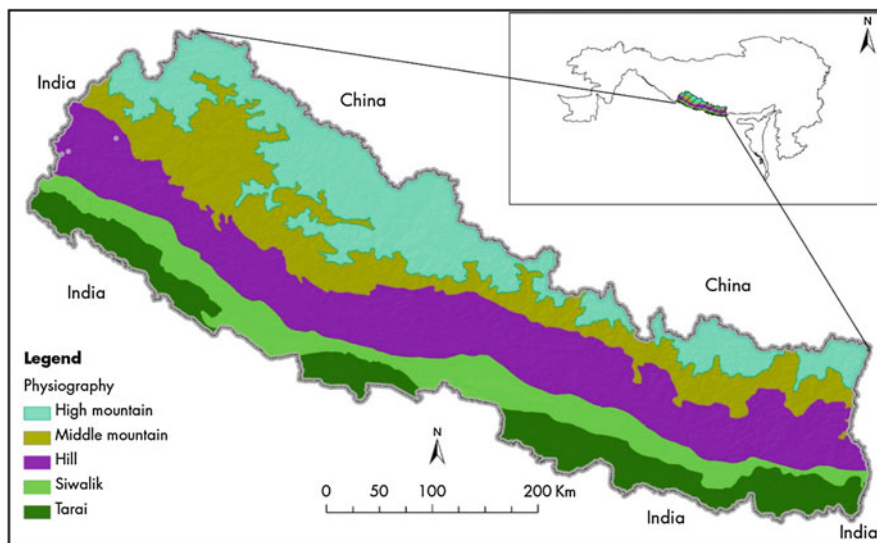 N
India
China
India
China
Legend
Physiography
High mountain
Middle mountain
Hill
Siwalik
Tarai
N
0 50 100 200 Km
India
India